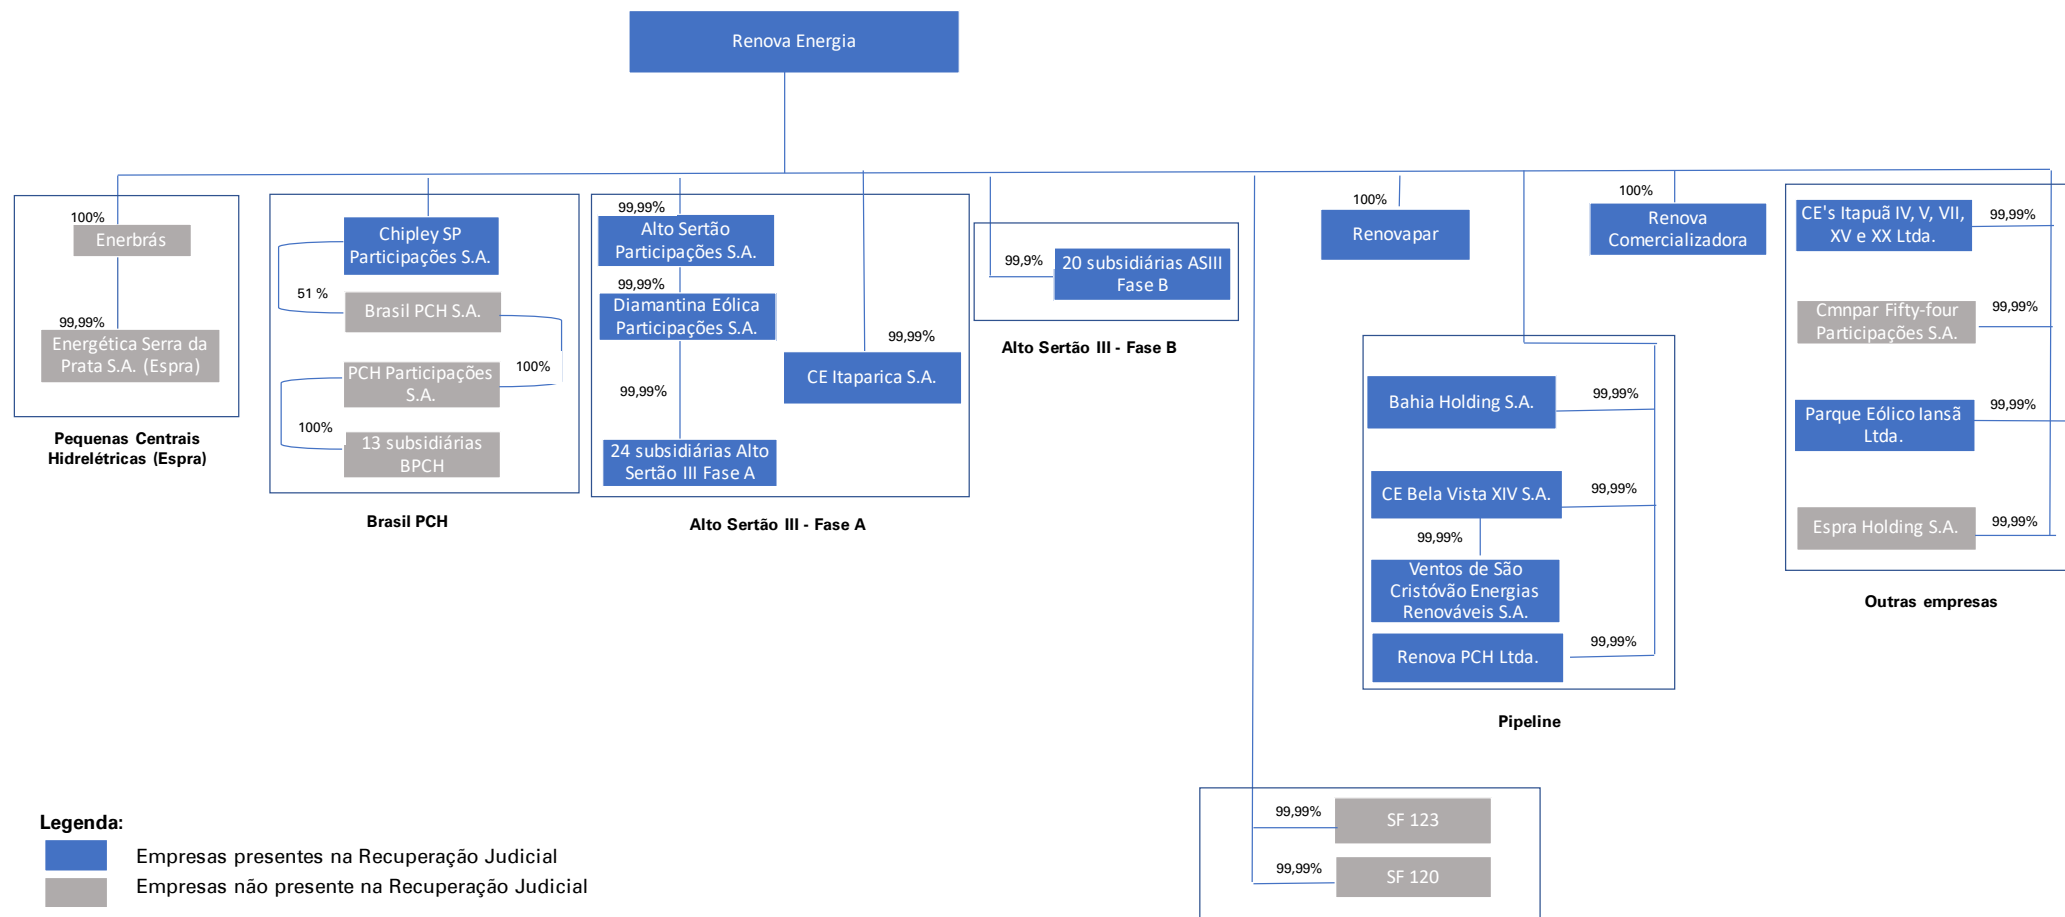 Renova Energia
100%
Enerbrás
99,99%
Energética Serra da
Prata S.A. (Espra)
Pequenas Centrais
Hidrelétricas (Espra)
Chipley SP
Participações S.A.
51 %
Brasil PCH S.A.
100%
PCH Participações
S.A.
100%
13 subsidiárias
BPCH
Brasil PCH
99,99%
Alto Sertão
Participações S.A.
99,99%
Diamantina Eólica
Participações S.A.
99,99%
24 subsidiárias Alto
Sertão III Fase A
99,99%
CE Itaparica S.A.
Alto Sertão III - Fase A
99,9%
20 subsidiárias ASIII
Fase B
Alto Sertão III - Fase B
100%
Renovapar
100%
Renova
Comercializadora
Bahia Holding S.A.
99,99%
CE Bela Vista XIV S.A.
99,99%
99,99%
Ventos de São
Cristóvão Energias
Renováveis S.A.
Renova PCH Ltda.
99,99%
Pipeline
CE's Itapuã IV, V, VII,
XV e XX Ltda.
99,99%
Cmnpar Fifty-four
Participações S.A.
99,99%
Parque Eólico Iansã
Ltda.
99,99%
Espra Holding S.A.
99,99%
Outras empresas
99,99%
SF 123
99,99%
SF 120
Legenda:
Empresas presentes na Recuperação Judicial
Empresas não presente na Recuperação Judicial